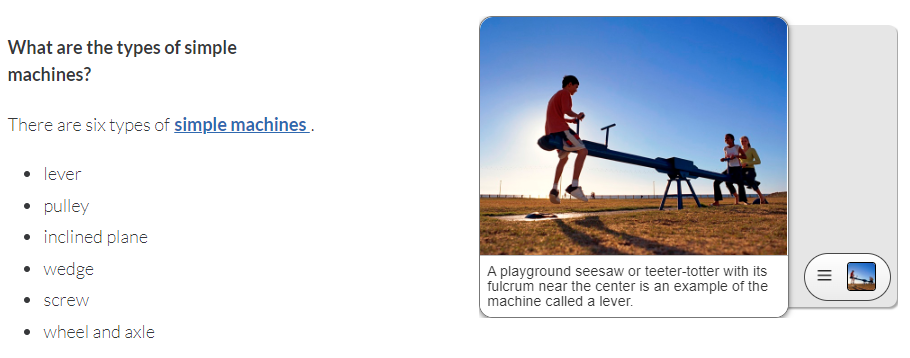 What are the types of simple
machines?
There are six types of simple machines .
lever
pulley
inclined plane
wedge
screw
wheel and axle
A playground seesaw or teeter-totter with its
fulcrum near the center is an example of the
machine called a lever.